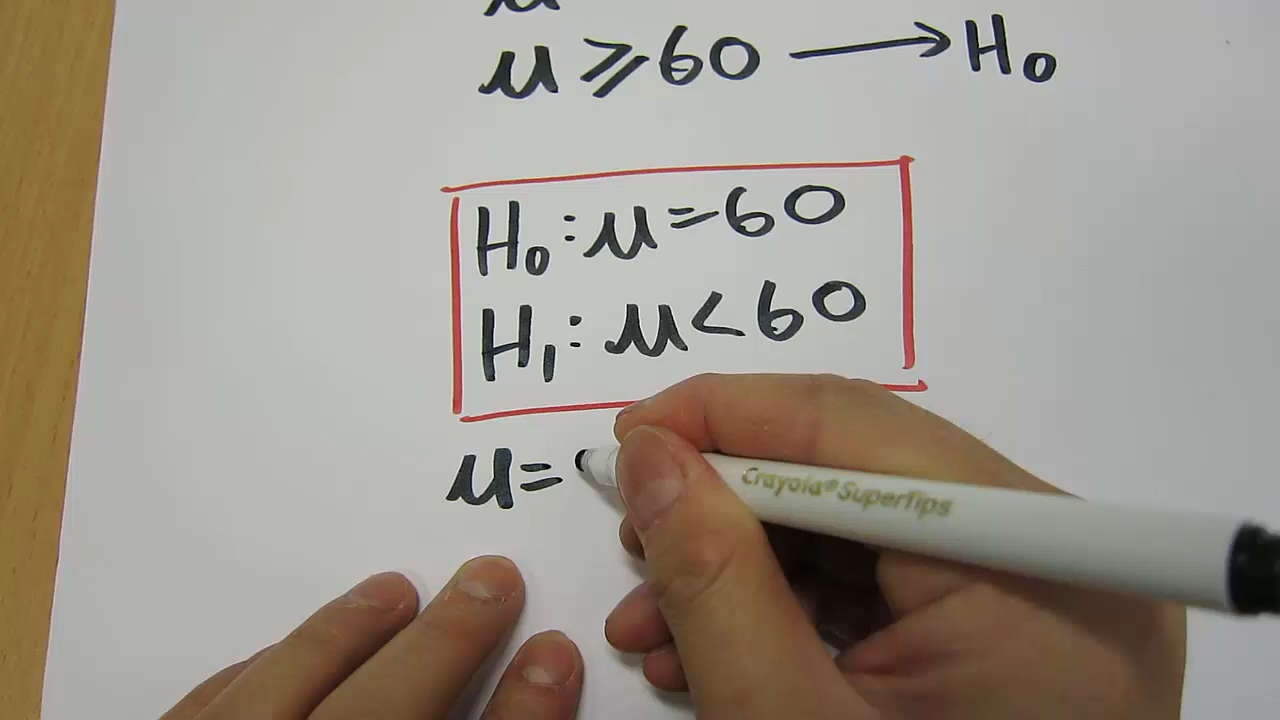 μ
μ ⩾ 60 ⟶ H₀
H₀ : μ = 60
H₁ : μ < 60
μ =
Crayola® SuperTips